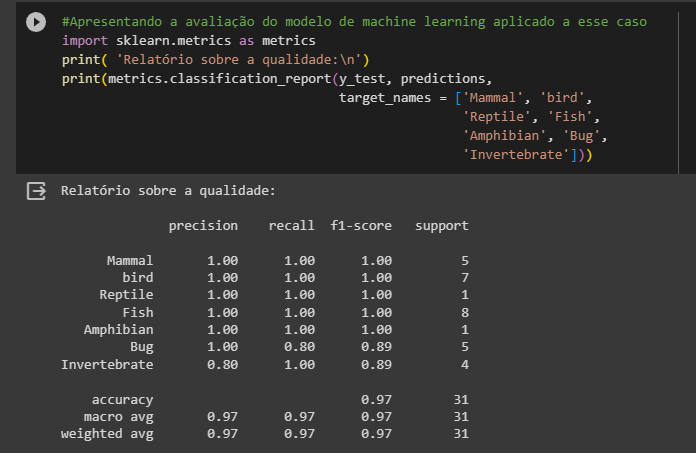 #Apresentando a avaliação do modelo de machine learning aplicado a esse caso
import sklearn.metrics as metrics
print( 'Relatório sobre a qualidade:\n')
print(metrics.classification_report(y_test, predictions,
target_names = ['Mammal', 'bird',
'Reptile', 'Fish',
'Amphibian', 'Bug',
'Invertebrate']))
Relatório sobre a qualidade:
precision recall f1-score support
Mammal 1.00 1.00 1.00 5
bird 1.00 1.00 1.00 7
Reptile 1.00 1.00 1.00 1
Fish 1.00 1.00 1.00 8
Amphibian 1.00 1.00 1.00 1
Bug 1.00 0.80 0.89 5
Invertebrate 0.80 1.00 0.89 4
accuracy 0.97 31
macro avg 0.97 0.97 0.97 31
weighted avg 0.97 0.97 0.97 31